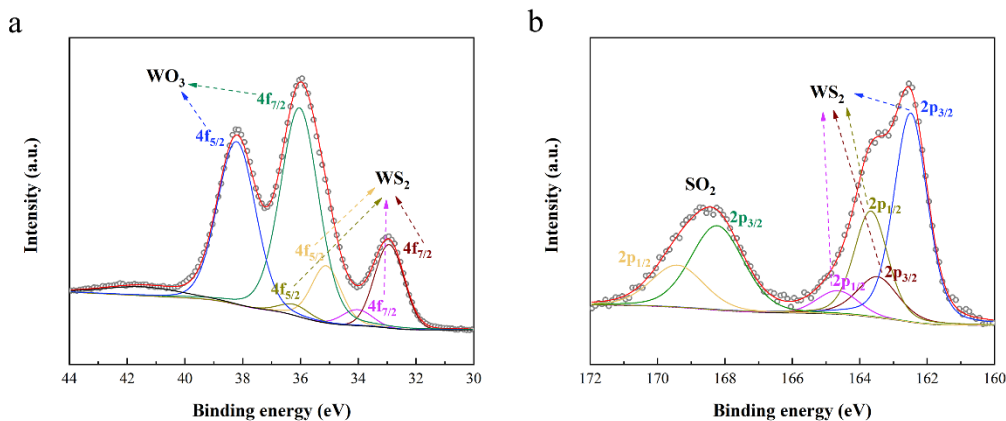 a
WO₃
4f₇/₂
4f₅/₂
WS₂
4f₅/₂
4f₇/₂
4f₅/₂
4f₇/₂
Intensity (a.u.)
44 42 40 38 36 34 32 30
Binding energy (eV)
b
WS₂
2p₃/₂
SO₂
2p₃/₂
2p₁/₂
2p₁/₂
2p₃/₂
2p₁/₂
Intensity (a.u.)
172 170 168 166 164 162 160
Binding energy (eV)